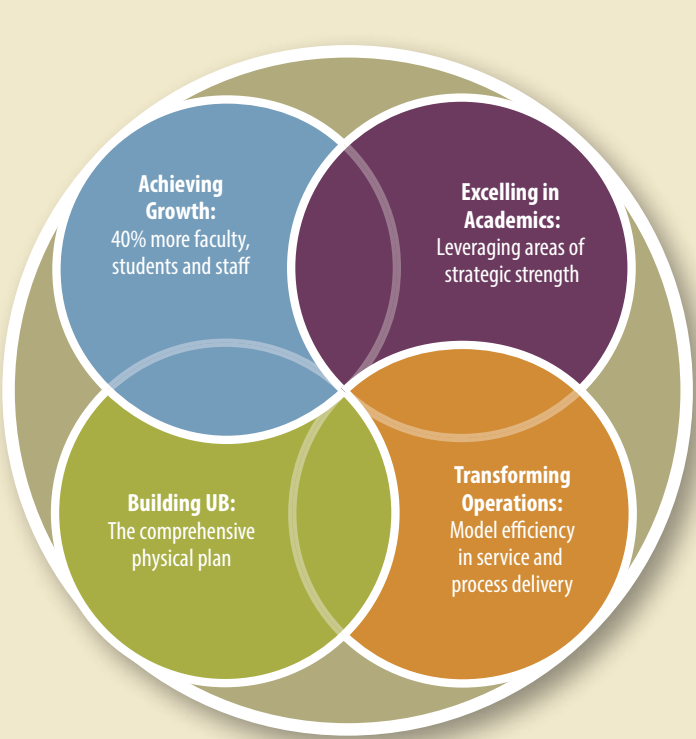 Achieving
Growth:
40% more faculty,
students and staff
Excelling in
Academics:
Leveraging areas of
strategic strength
Building UB:
The comprehensive
physical plan
Transforming
Operations:
Model efficiency
in service and
process delivery